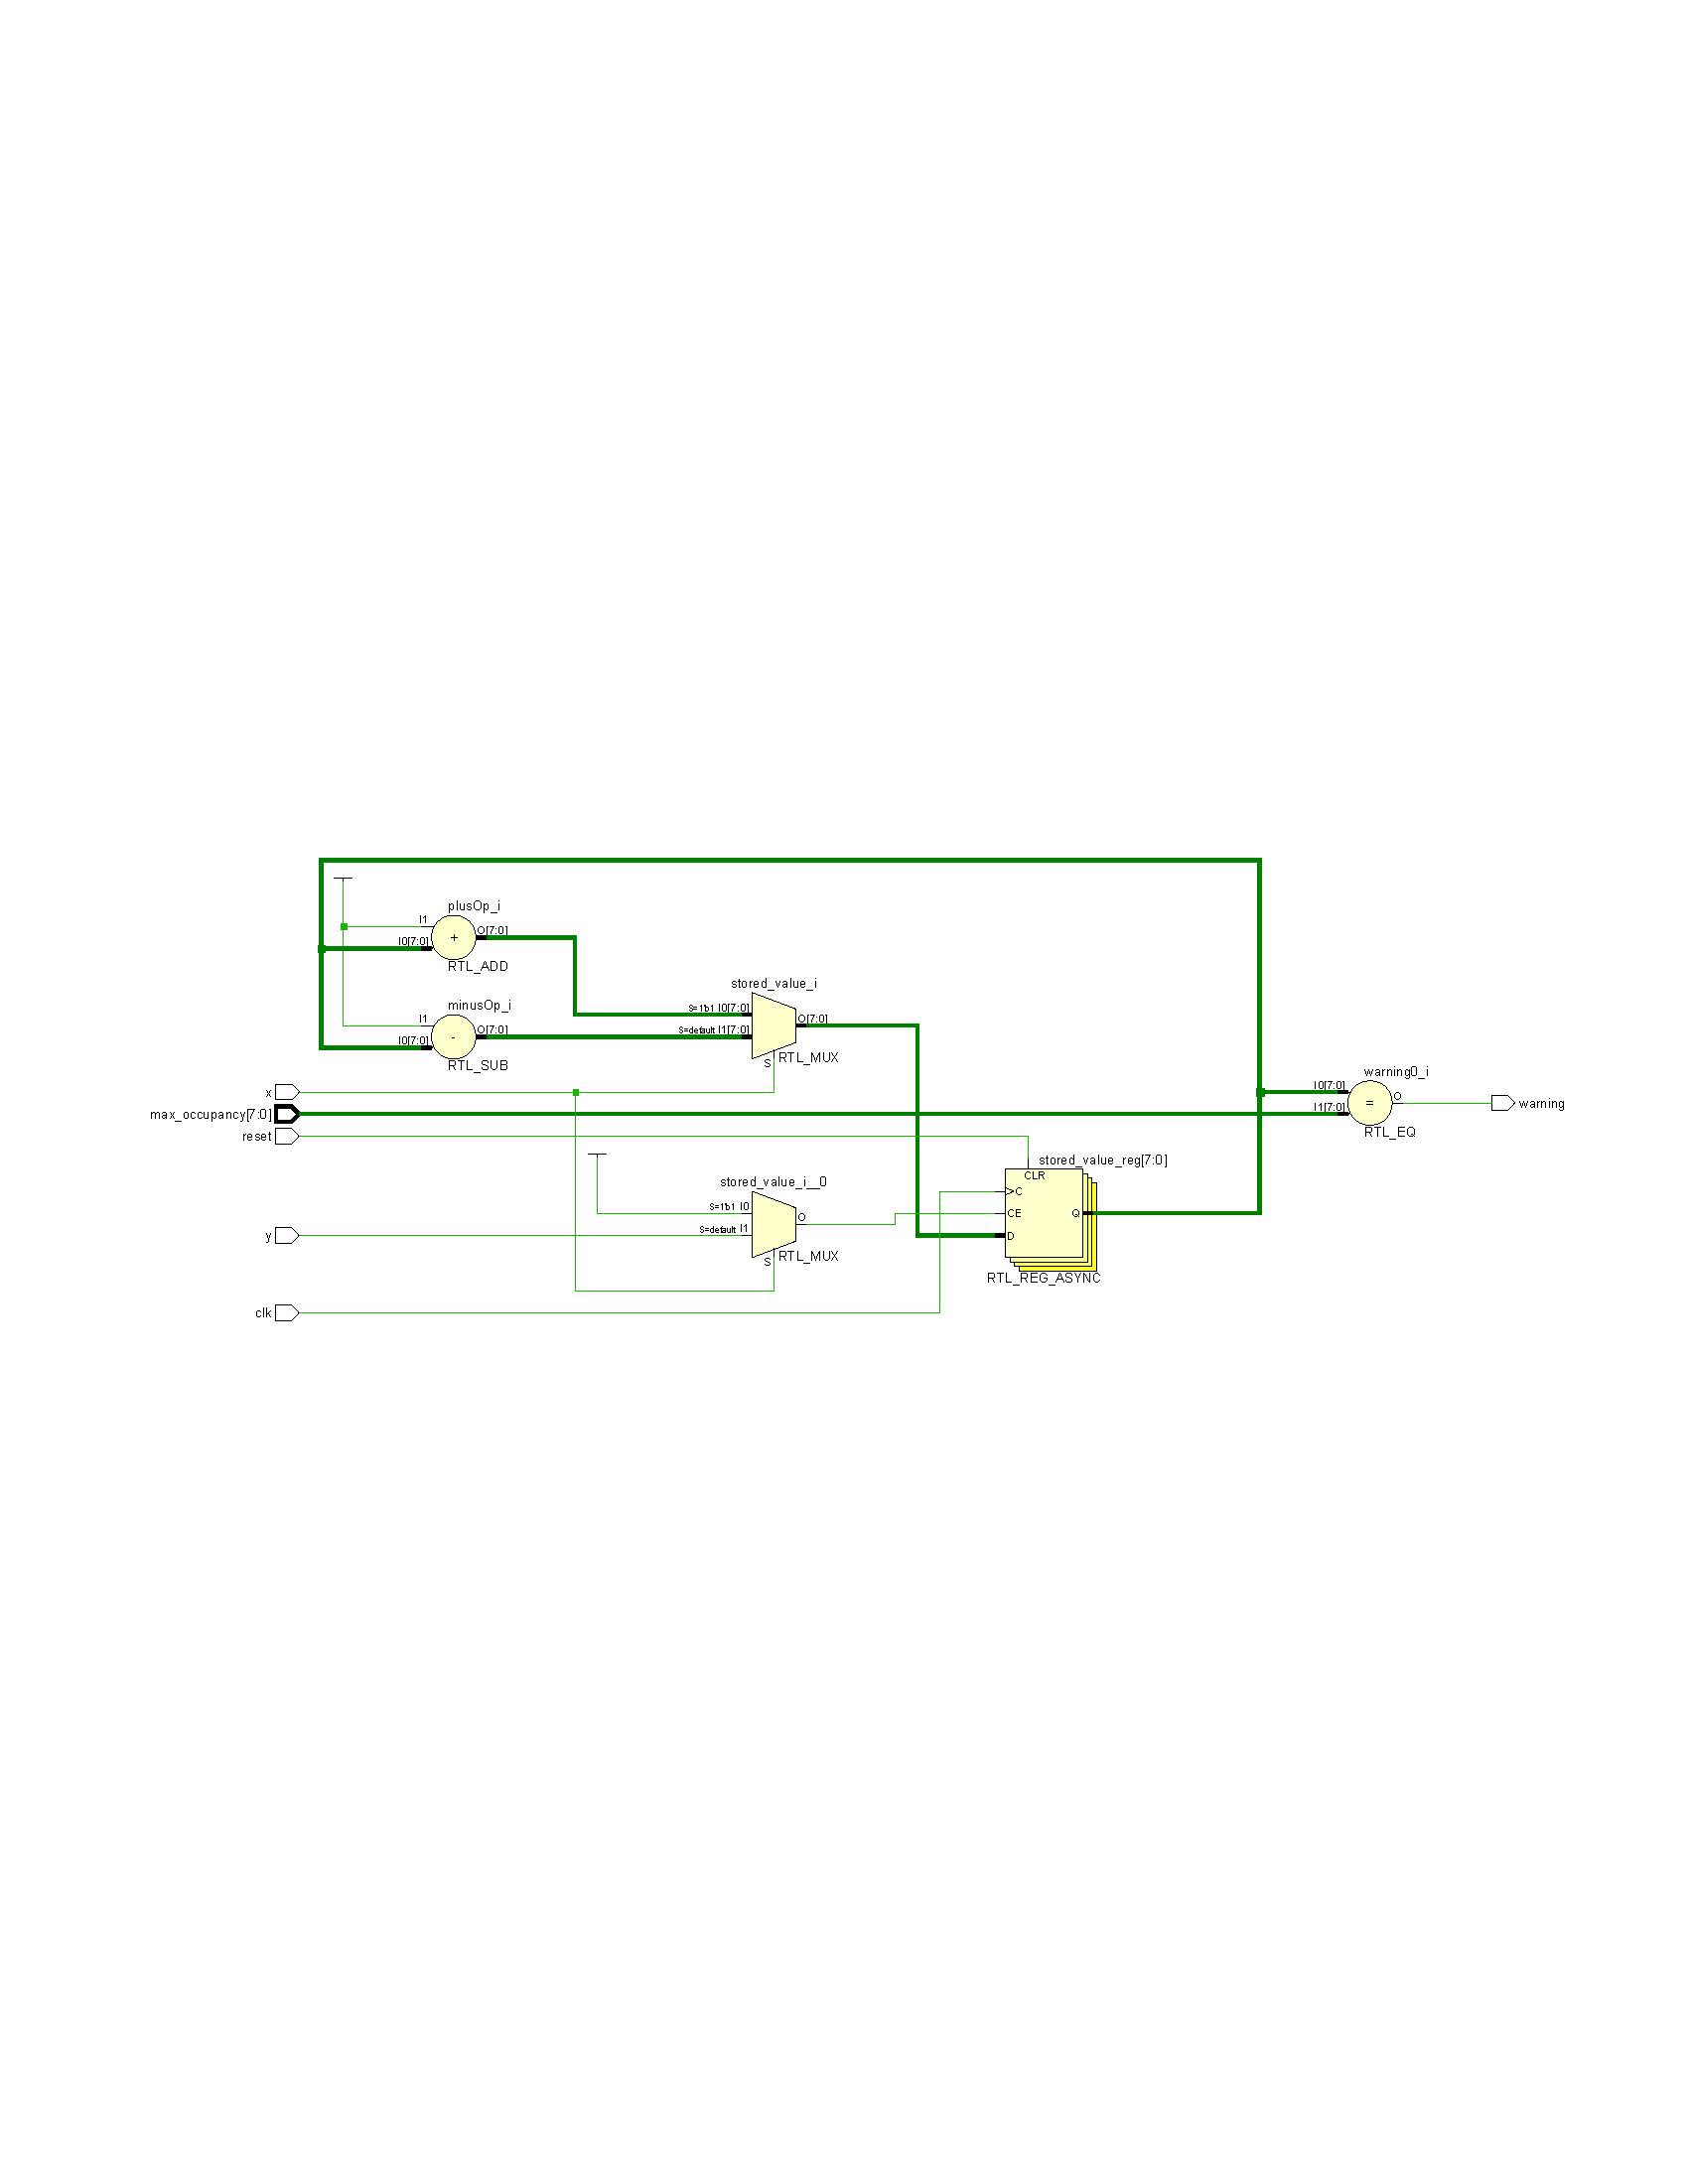 plusOp_i
I1
O[7:0]
+
I0[7:0]
RTL_ADD
stored_value_i
minusOp_i
S=1'b1 I0[7:0]
I1
O[7:0]
O[7:0]
S=default I1[7:0]
-
I0[7:0]
RTL_SUB
RTL_MUX
S
warning0_i
x
I0[7:0]
O
=
warning
max_occupancy[7:0]
I1[7:0]
RTL_EQ
reset
stored_value_reg[7:0]
CLR
stored_value_i__0
C
S=1'b1 I0
O
CE
Q
S=default I1
y
D
RTL_MUX
S
RTL_REG_ASYNC
clk